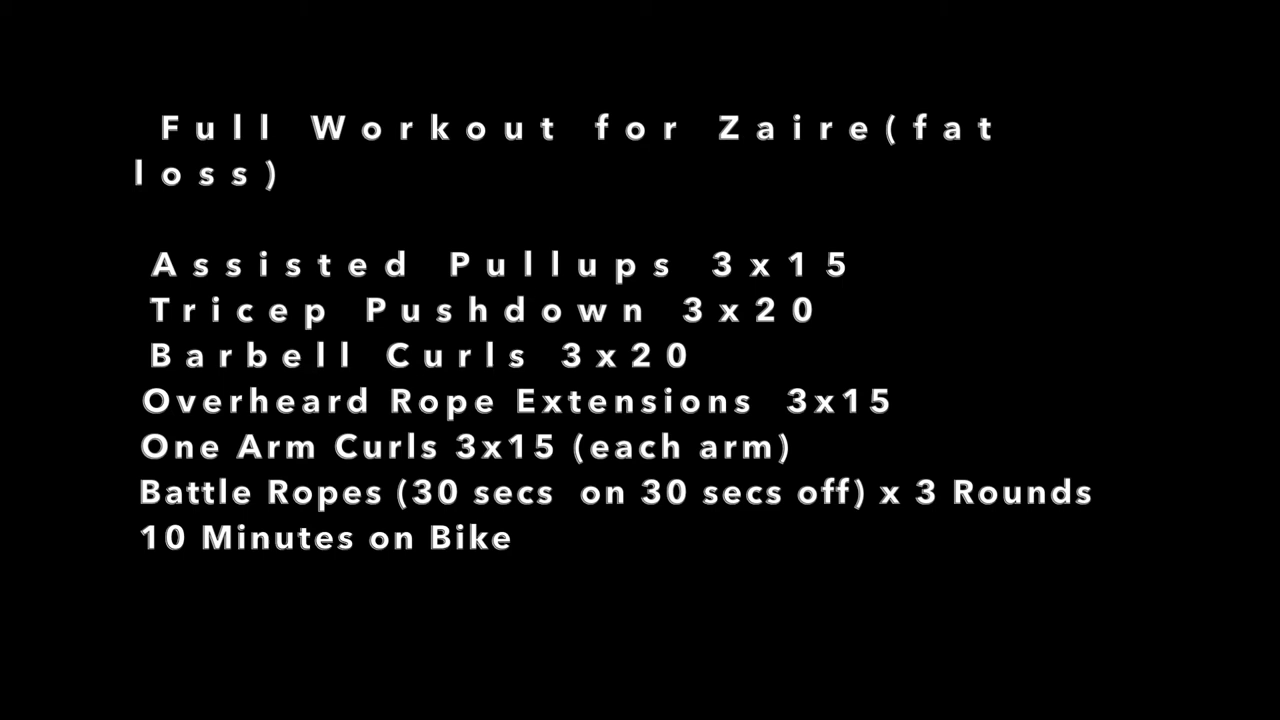 Full Workout for Zaire(fat
loss)
Assisted Pullups 3x15
Tricep Pushdown 3x20
Barbell Curls 3x20
Overheard Rope Extensions 3x15
One Arm Curls 3x15 (each arm)
Battle Ropes (30 secs on 30 secs off) x 3 Rounds
10 Minutes on Bike